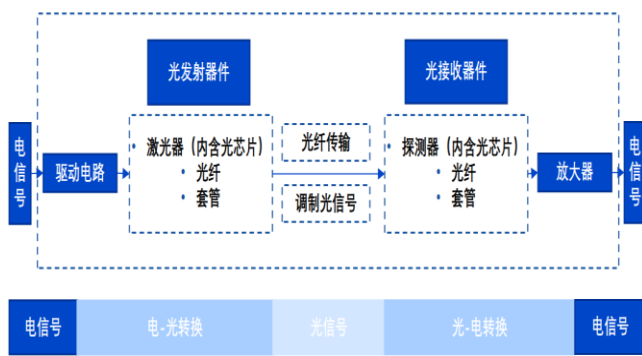 光发射器件
光接收器件
电信号
驱动电路
• 激光器（内含光芯片）
• 光纤
• 套管
光纤传输
调制光信号
• 探测器（内含光芯片）
• 光纤
• 套管
放大器
电信号
电信号
电-光转换
光信号
光-电转换
电信号